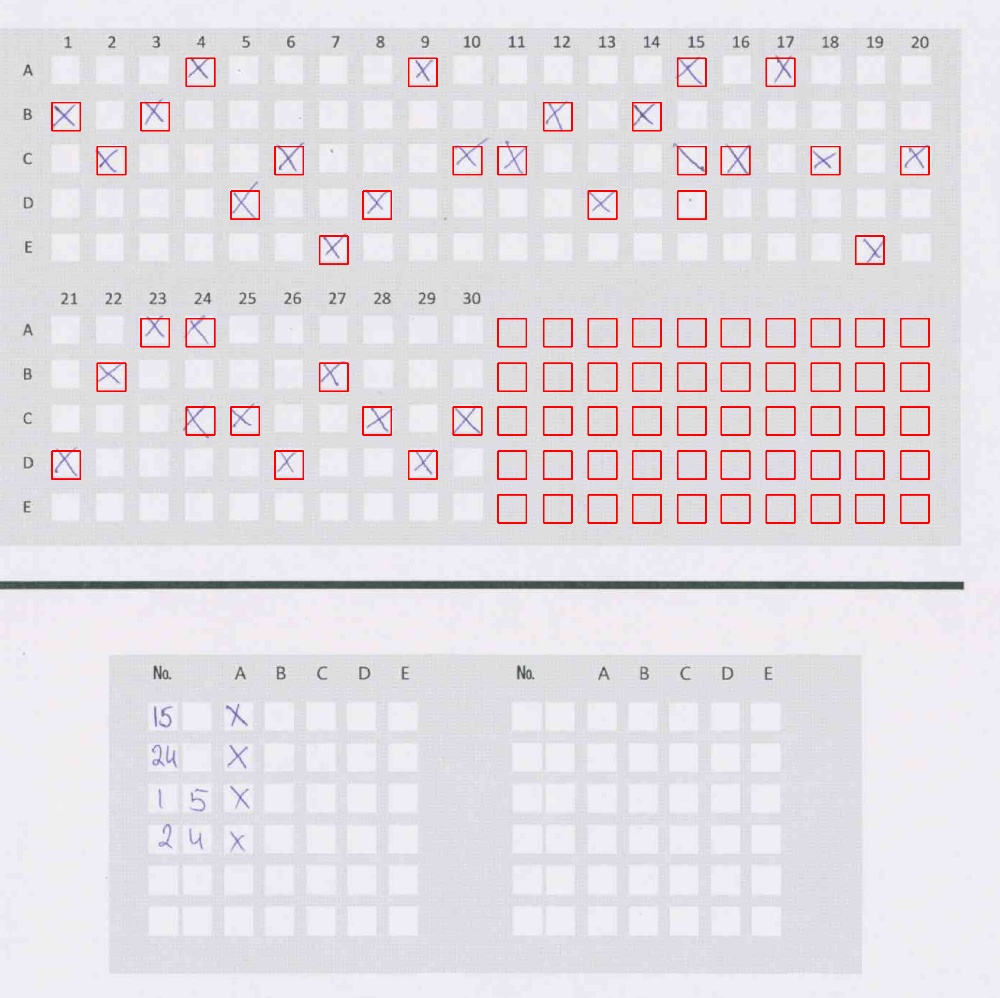 1 2 3 4 5 6 7 8 9 10 11 12 13 14 15 16 17 18 19 20
A X X X X
B X X X X
C X X X X X X X
D X X X
E X X
21 22 23 24 25 26 27 28 29 30
A X X
B X X
C X X X X
D X X X
E
No. A B C D E No. A B C D E
15 X
24 X
1 5 X
2 4 X